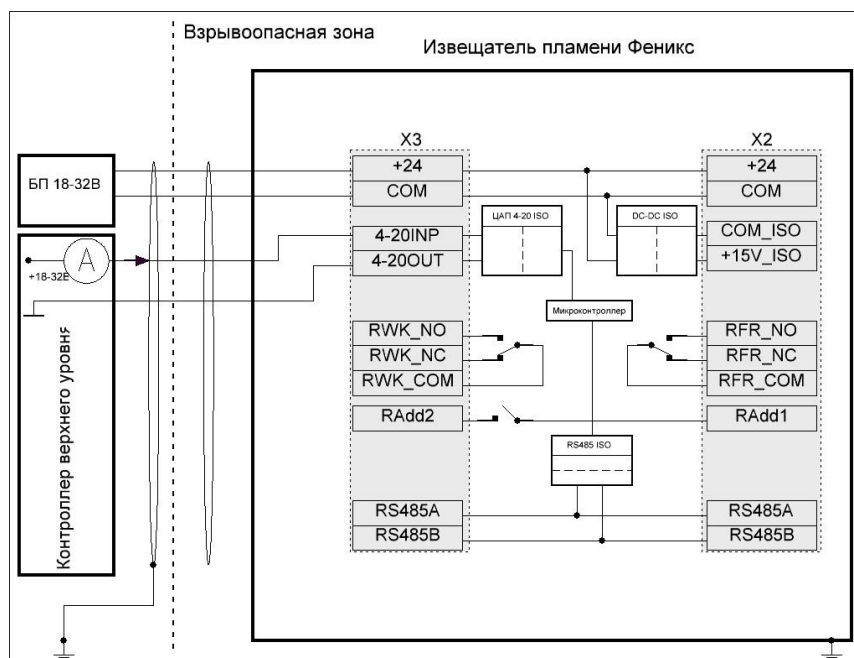 Взрывоопасная зона
Извещатель пламени Феникс
X3
X2
БП 18-32В
+24
COM
4-20INP
4-20OUT
RWK_NO
RWK_NC
RWK_COM
RAdd2
RS485A
RS485B
ЦАП 4-20 ISO
DC-DC ISO
Микроконтроллер
RS485 ISO
+24
COM
COM_ISO
+15V_ISO
RFR_NO
RFR_NC
RFR_COM
RAdd1
RS485A
RS485B
A
+18-32В
Контроллер верхнего уровня